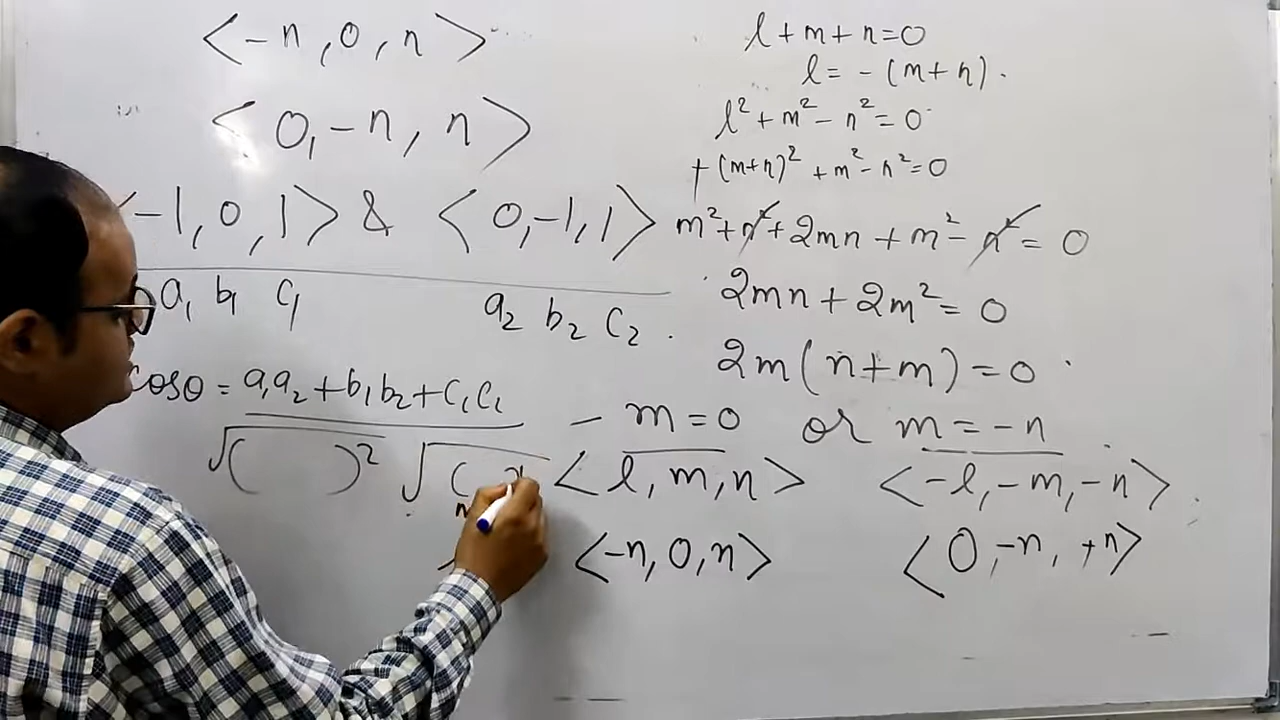 <-n, 0, n>
<0, -n, n>
<-1, 0, 1> & <0, -1, 1>
a₁ b₁ c₁ a₂ b₂ c₂ .
cosθ = a₁a₂ + b₁b₂ + c₁c₂
√( )² √(
l + m + n = 0
l = - (m + n) .
l² + m² - n² = 0
+(m+n)² + m² - n² = 0
m² + n² + 2mn + m² - n² = 0
2mn + 2m² = 0
2m(n + m) = 0
- m = 0 or m = -n
<l, m, n> <-l, -m, -n>
<-n, 0, n> <0, -n, +n>